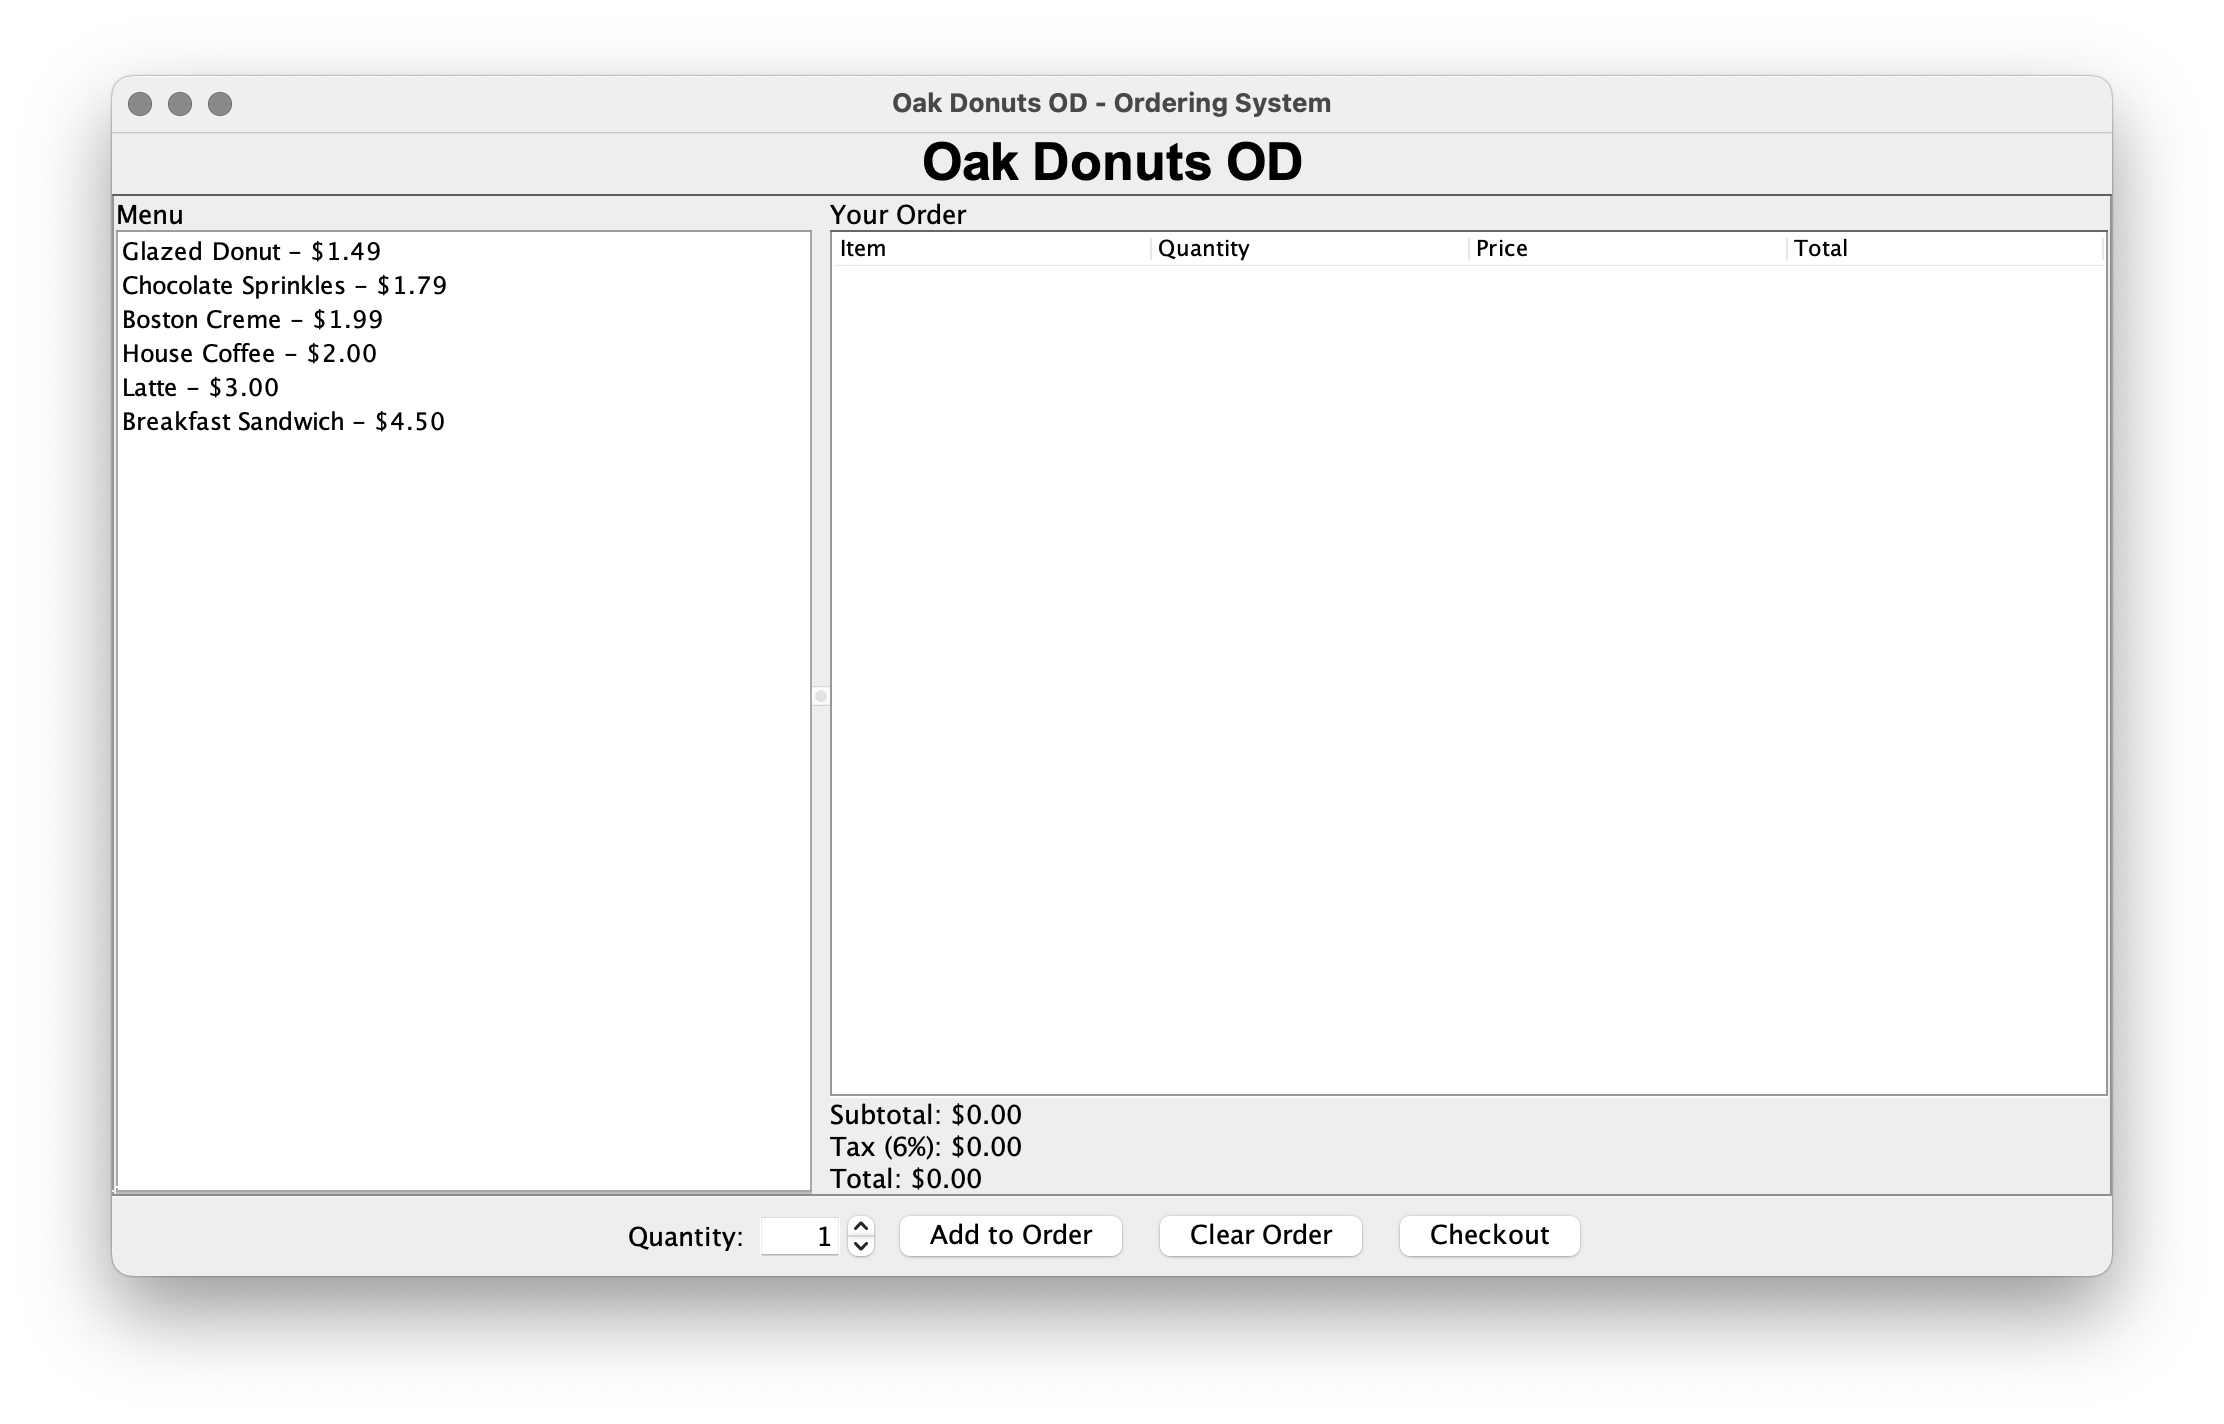 Oak Donuts OD - Ordering System
Oak Donuts OD
Menu
Glazed Donut – $1.49
Chocolate Sprinkles – $1.79
Boston Creme – $1.99
House Coffee – $2.00
Latte – $3.00
Breakfast Sandwich – $4.50
Your Order
Item Quantity Price Total
Subtotal: $0.00
Tax (6%): $0.00
Total: $0.00
Quantity: 1 Add to Order Clear Order Checkout